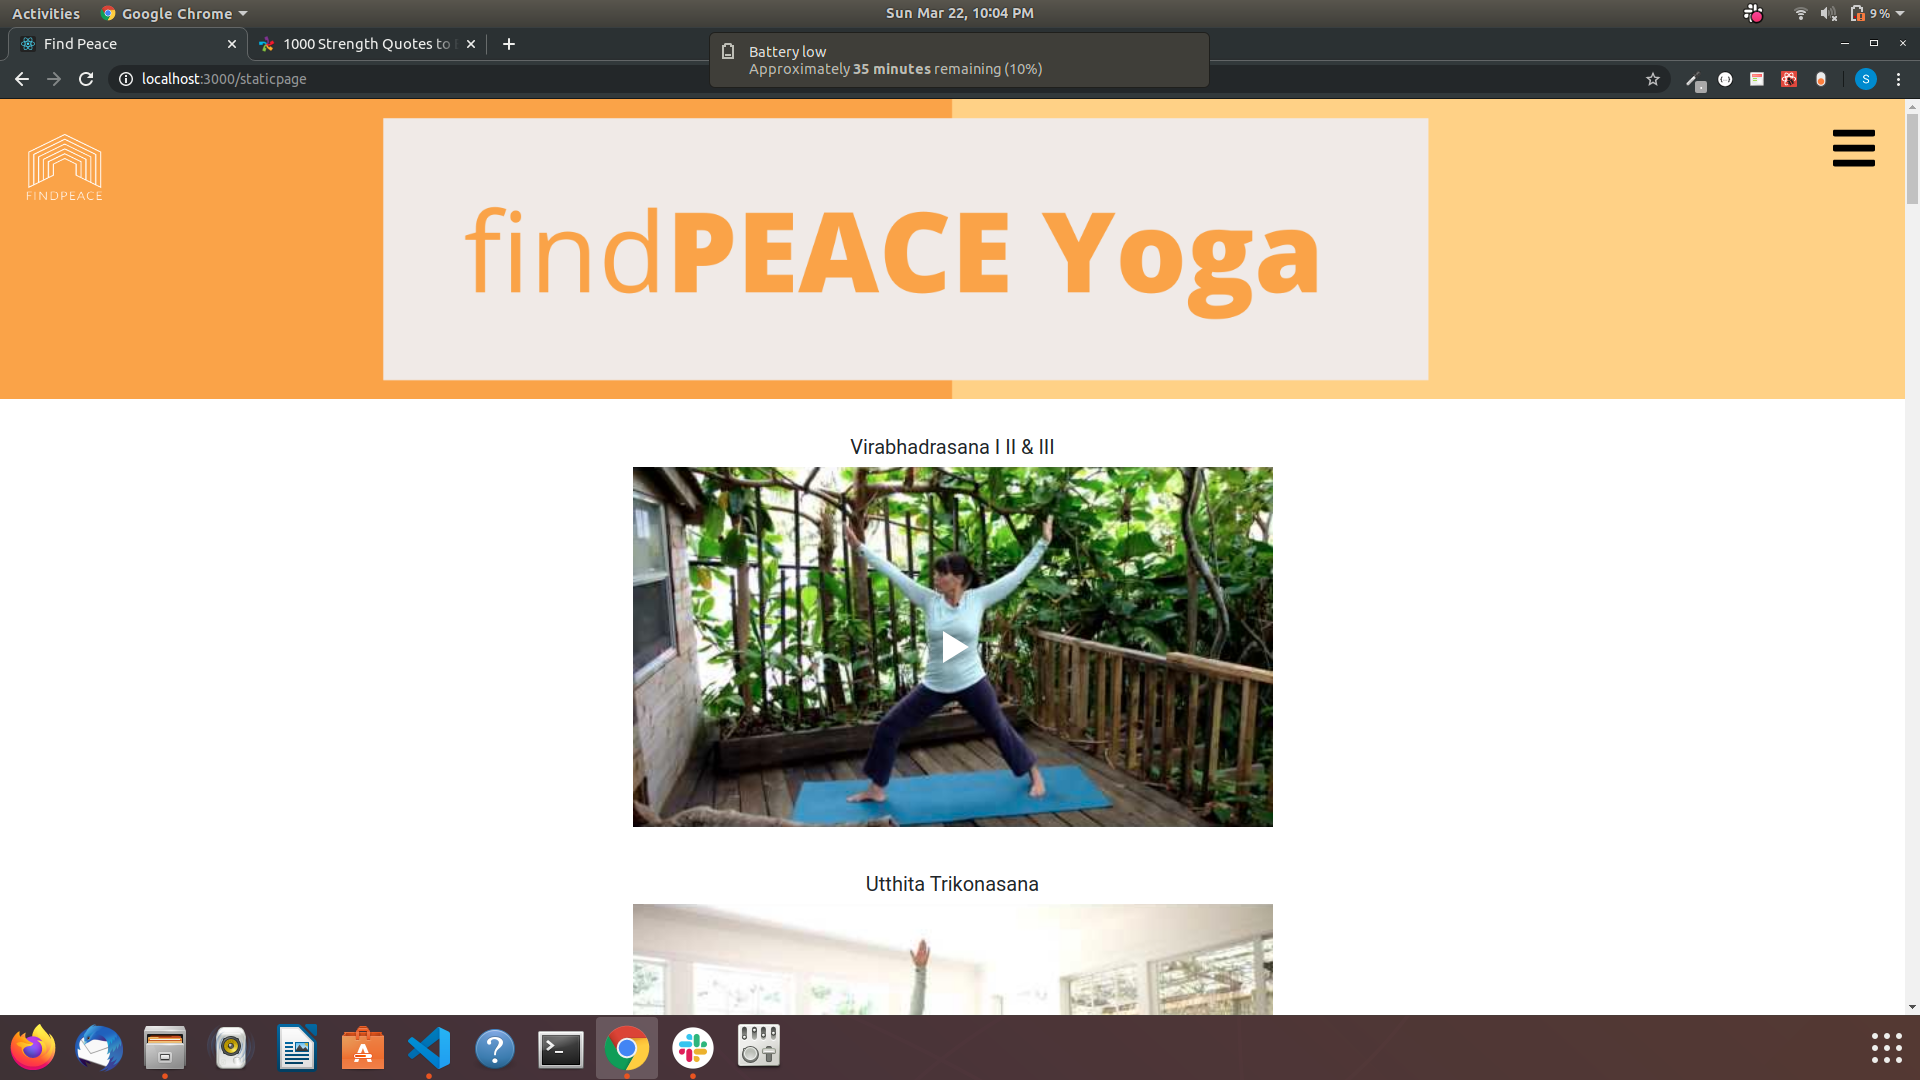 Activities
Google Chrome
Sun Mar 22, 10:04 PM
9 %
Find Peace
1000 Strength Quotes to
Battery low
Approximately 35 minutes remaining (10%)
localhost:3000/staticpage
S
FINDPEACE
findPEACE Yoga
Virabhadrasana I II & III
Utthita Trikonasana